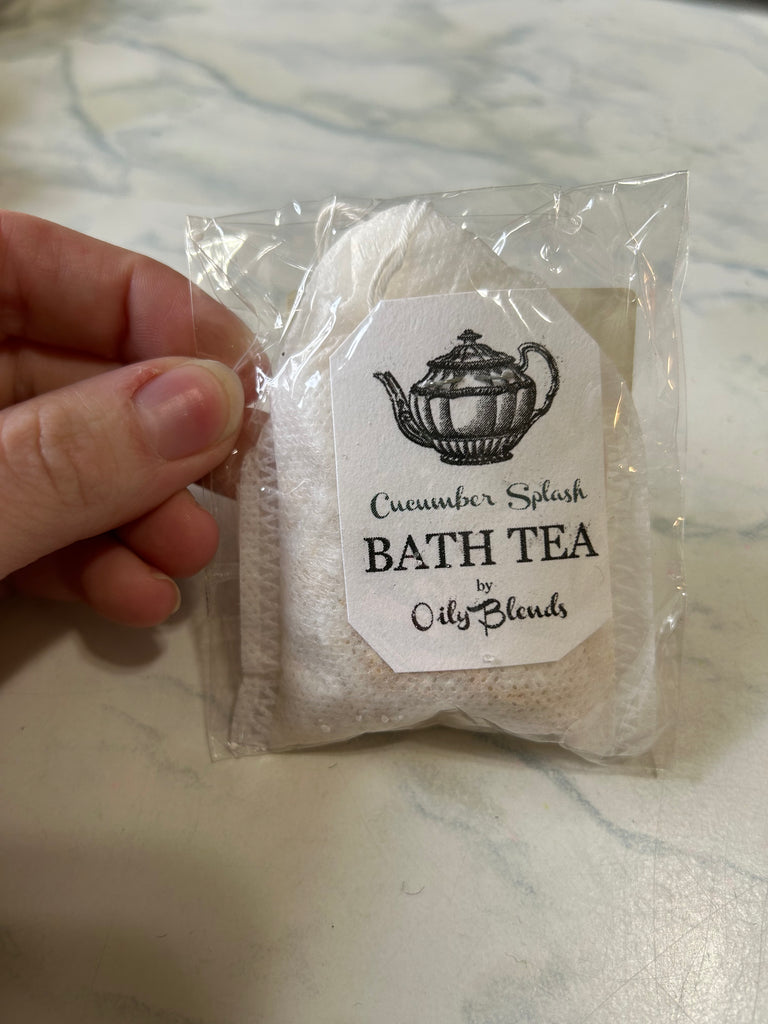 Cucumber Splash
BATH TEA
by
Oily Blends